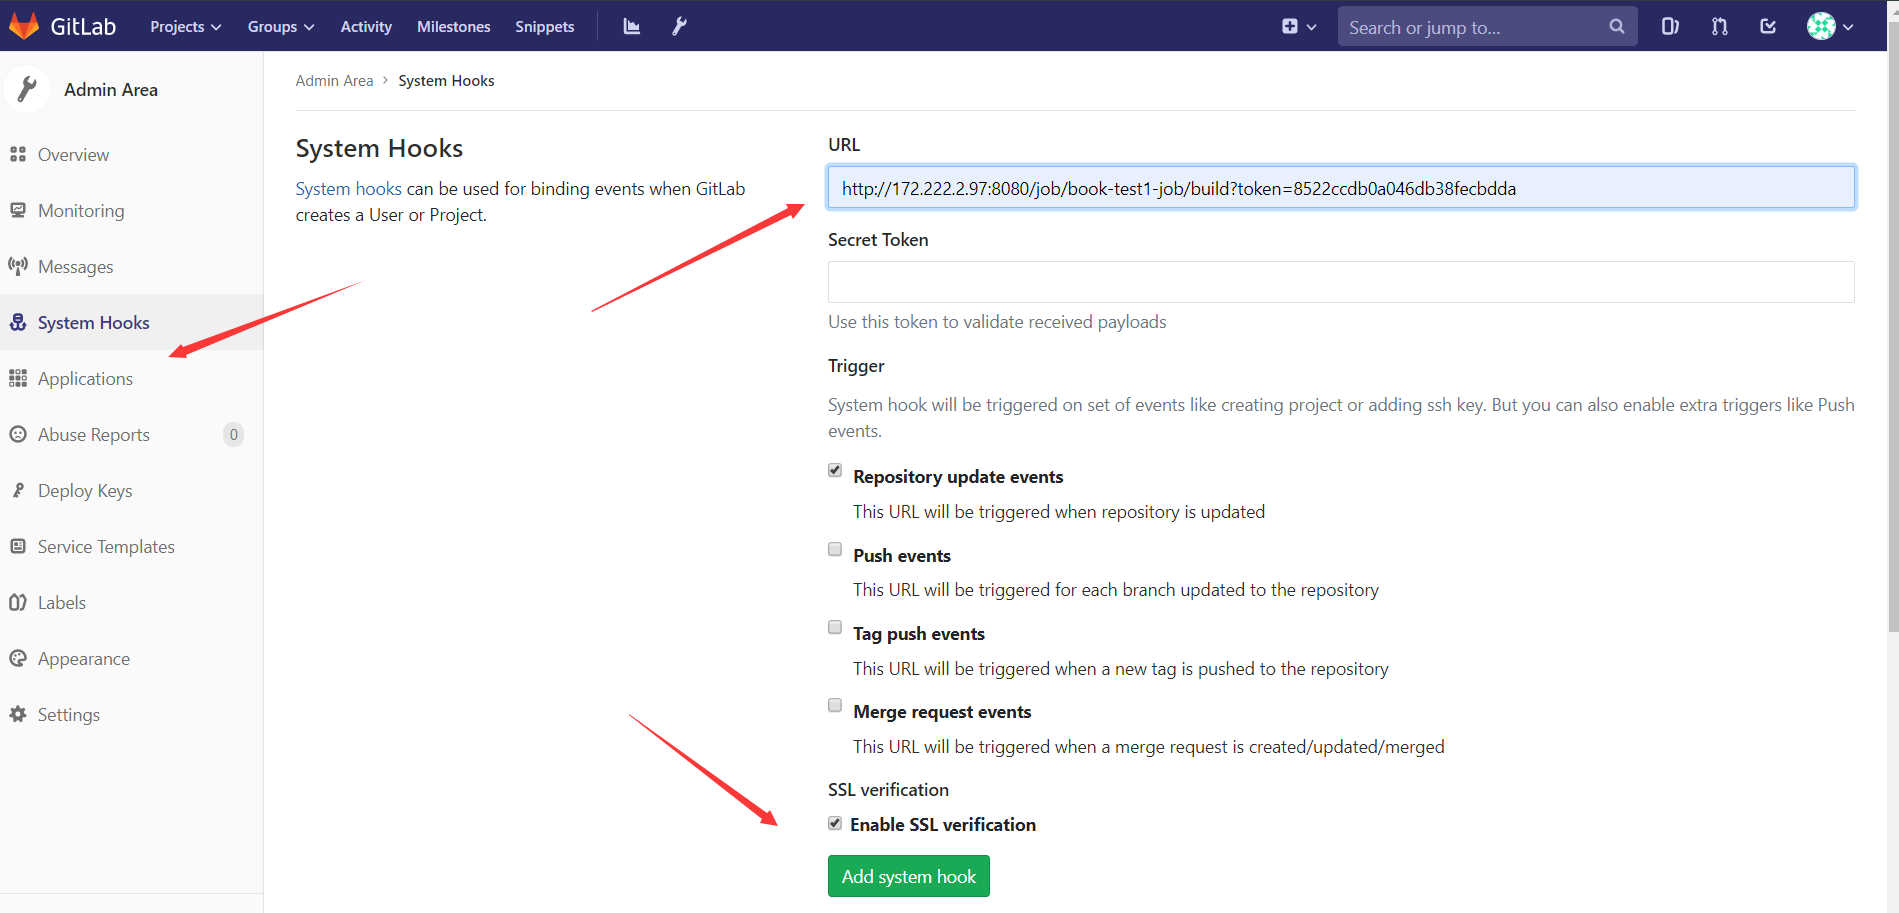 GitLab Projects Groups Activity Milestones Snippets Search or jump to...
Admin Area
Overview
Monitoring
Messages
System Hooks
Applications
Abuse Reports 0
Deploy Keys
Service Templates
Labels
Appearance
Settings
Admin Area > System Hooks
System Hooks
System hooks can be used for binding events when GitLab
creates a User or Project.
URL
http://172.222.2.97:8080/job/book-test1-job/build?token=8522ccdb0a046db38fecbdda
Secret Token
Use this token to validate received payloads
Trigger
System hook will be triggered on set of events like creating project or adding ssh key. But you can also enable extra triggers like Push
events.
Repository update events
This URL will be triggered when repository is updated
Push events
This URL will be triggered for each branch updated to the repository
Tag push events
This URL will be triggered when a new tag is pushed to the repository
Merge request events
This URL will be triggered when a merge request is created/updated/merged
SSL verification
Enable SSL verification
Add system hook